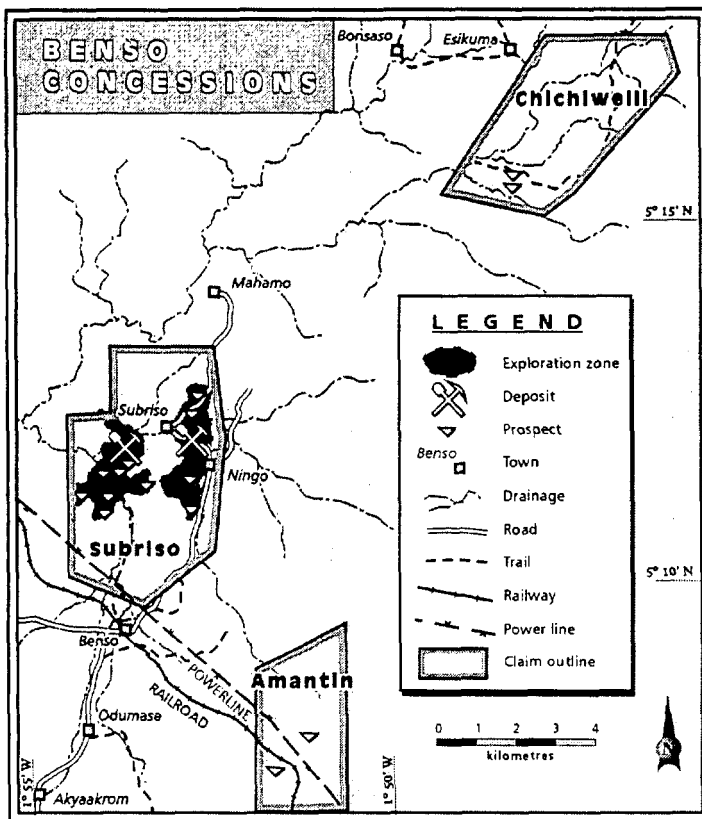 BENSO
CONCESSIONS
Bonsaso
Esikuma
Chichiwelli
5° 15' N
Mahamo
Subriso
Ningo
Subriso
5° 10' N
Benso
Amantin
POWERLINE
RAILROAD
Odumase
Akyaakrom
1° 55' W
1° 50' W
LEGEND
Exploration zone
Deposit
Prospect
Benso
Town
Drainage
Road
Trail
Railway
Power line
Claim outline
0 1 2 3 4
kilometres
N